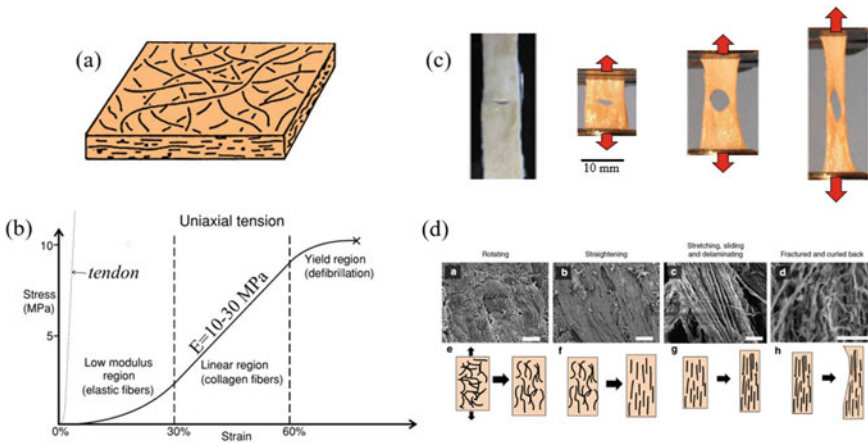 (a)
(c)
10 mm
(b)
Uniaxial tension
10
tendon
Stress
(MPa)
5
E=10-30 MPa
Yield region
(defibrillation)
Low modulus
region
(elastic fibers)
Linear region
(collagen fibers)
0%
30%
60%
Strain
(d)
Rotating
Straightening
Stretching, sliding
and delaminating
Fractured and curled back
a
b
c
d
e
f
g
h